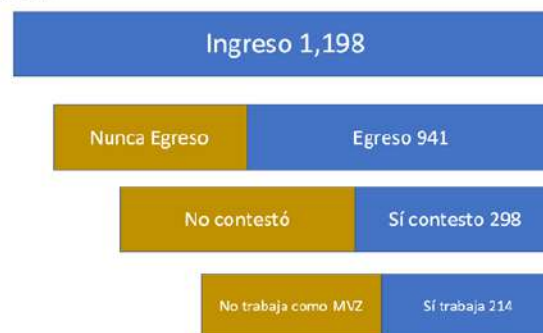 Ingreso 1,198
Nunca Egreso Egreso 941
No contestó Sí contesto 298
No trabaja como MVZ Sí trabaja 214